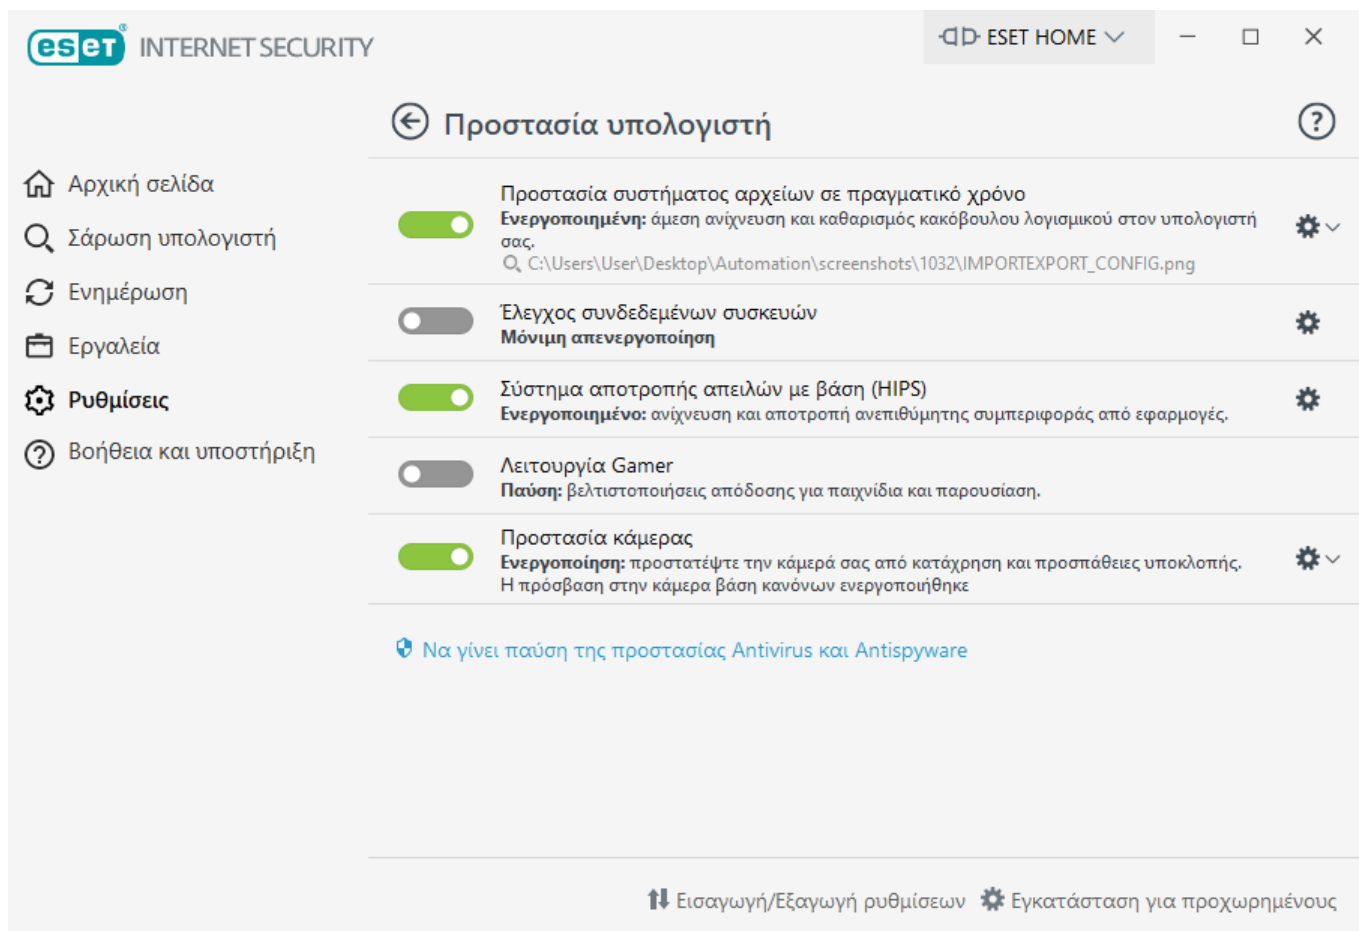 eset® INTERNET SECURITY
ESET HOME
Προστασία υπολογιστή
Αρχική σελίδα
Σάρωση υπολογιστή
Ενημέρωση
Εργαλεία
Ρυθμίσεις
Βοήθεια και υποστήριξη
Προστασία συστήματος αρχείων σε πραγματικό χρόνο
Ενεργοποιημένη: άμεση ανίχνευση και καθαρισμός κακόβουλου λογισμικού στον υπολογιστή
σας.
C:\Users\User\Desktop\Automation\screenshots\1032\IMPORTEXPORT_CONFIG.png
Έλεγχος συνδεδεμένων συσκευών
Μόνιμη απενεργοποίηση
Σύστημα αποτροπής απειλών με βάση (HIPS)
Ενεργοποιημένο: ανίχνευση και αποτροπή ανεπιθύμητης συμπεριφοράς από εφαρμογές.
Λειτουργία Gamer
Παύση: βελτιστοποιήσεις απόδοσης για παιχνίδια και παρουσίαση.
Προστασία κάμερας
Ενεργοποίηση: προστατέψτε την κάμερά σας από κατάχρηση και προσπάθειες υποκλοπής.
Η πρόσβαση στην κάμερα βάση κανόνων ενεργοποιήθηκε
Να γίνει παύση της προστασίας Antivirus και Antispyware
Εισαγωγή/Εξαγωγή ρυθμίσεων
Εγκατάσταση για προχωρημένους